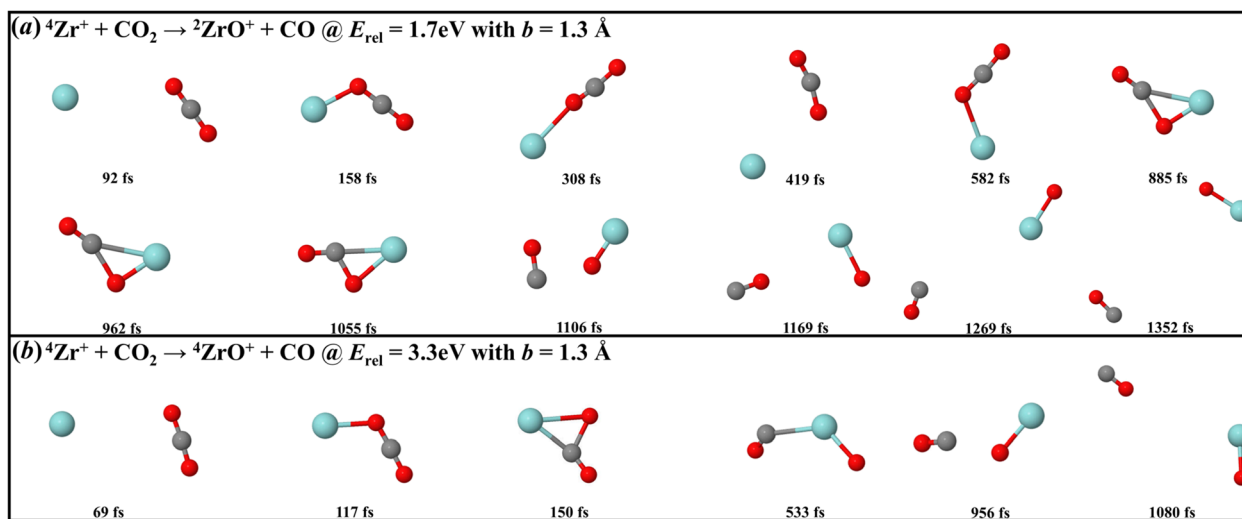 (a) ⁴Zr⁺ + CO₂ → ²ZrO⁺ + CO @ E_rel = 1.7eV with b = 1.3 Å
92 fs 158 fs 308 fs 419 fs 582 fs 885 fs
962 fs 1055 fs 1106 fs 1169 fs 1269 fs 1352 fs
(b) ⁴Zr⁺ + CO₂ → ⁴ZrO⁺ + CO @ E_rel = 3.3eV with b = 1.3 Å
69 fs 117 fs 150 fs 533 fs 956 fs 1080 fs